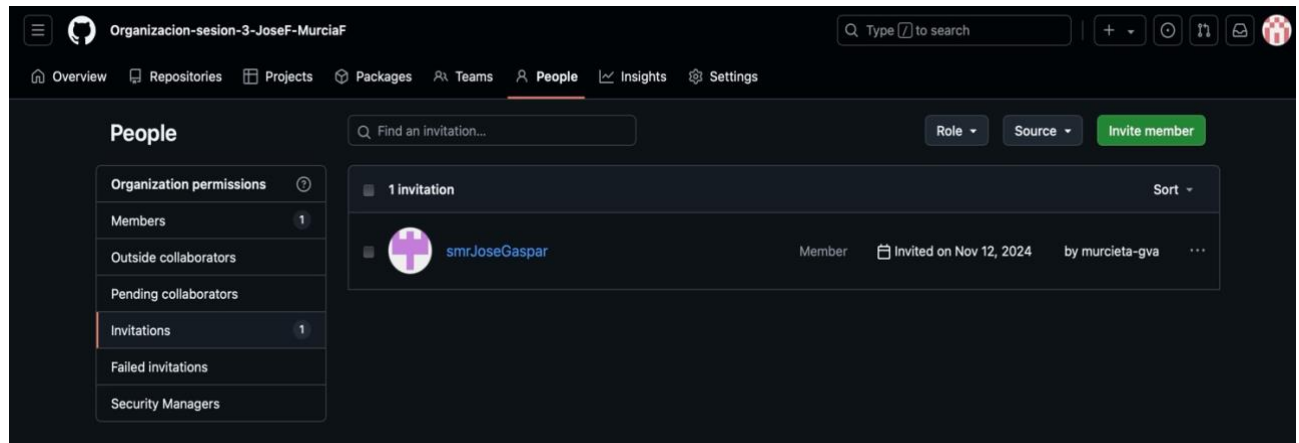 Organizacion-sesion-3-JoseF-MurciaF
Type / to search
Overview Repositories Projects Packages Teams People Insights Settings
People
Find an invitation...
Role Source Invite member
Organization permissions
Members 1
Outside collaborators
Pending collaborators
Invitations 1
Failed invitations
Security Managers
1 invitation Sort
smrJoseGaspar Member Invited on Nov 12, 2024 by murcieta-gva